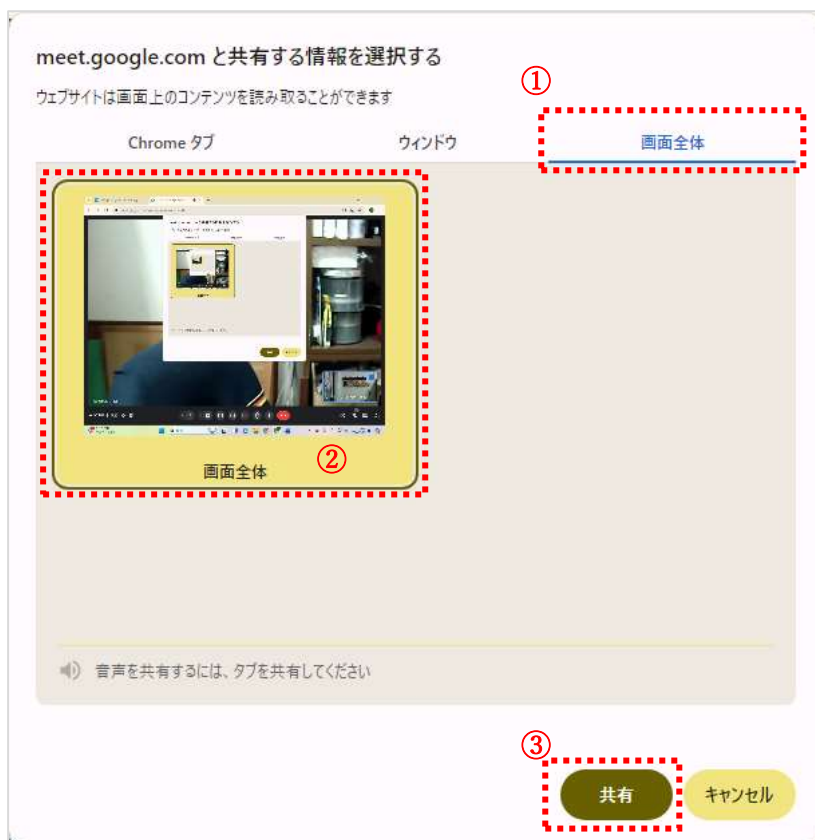 meet.google.com と共有する情報を選択する
ウェブサイトは画面上のコンテンツを読み取ることができます
①
Chrome タブ
ウィンドウ
画面全体
画面全体
②
音声を共有するには、タブを共有してください
③
共有
キャンセル